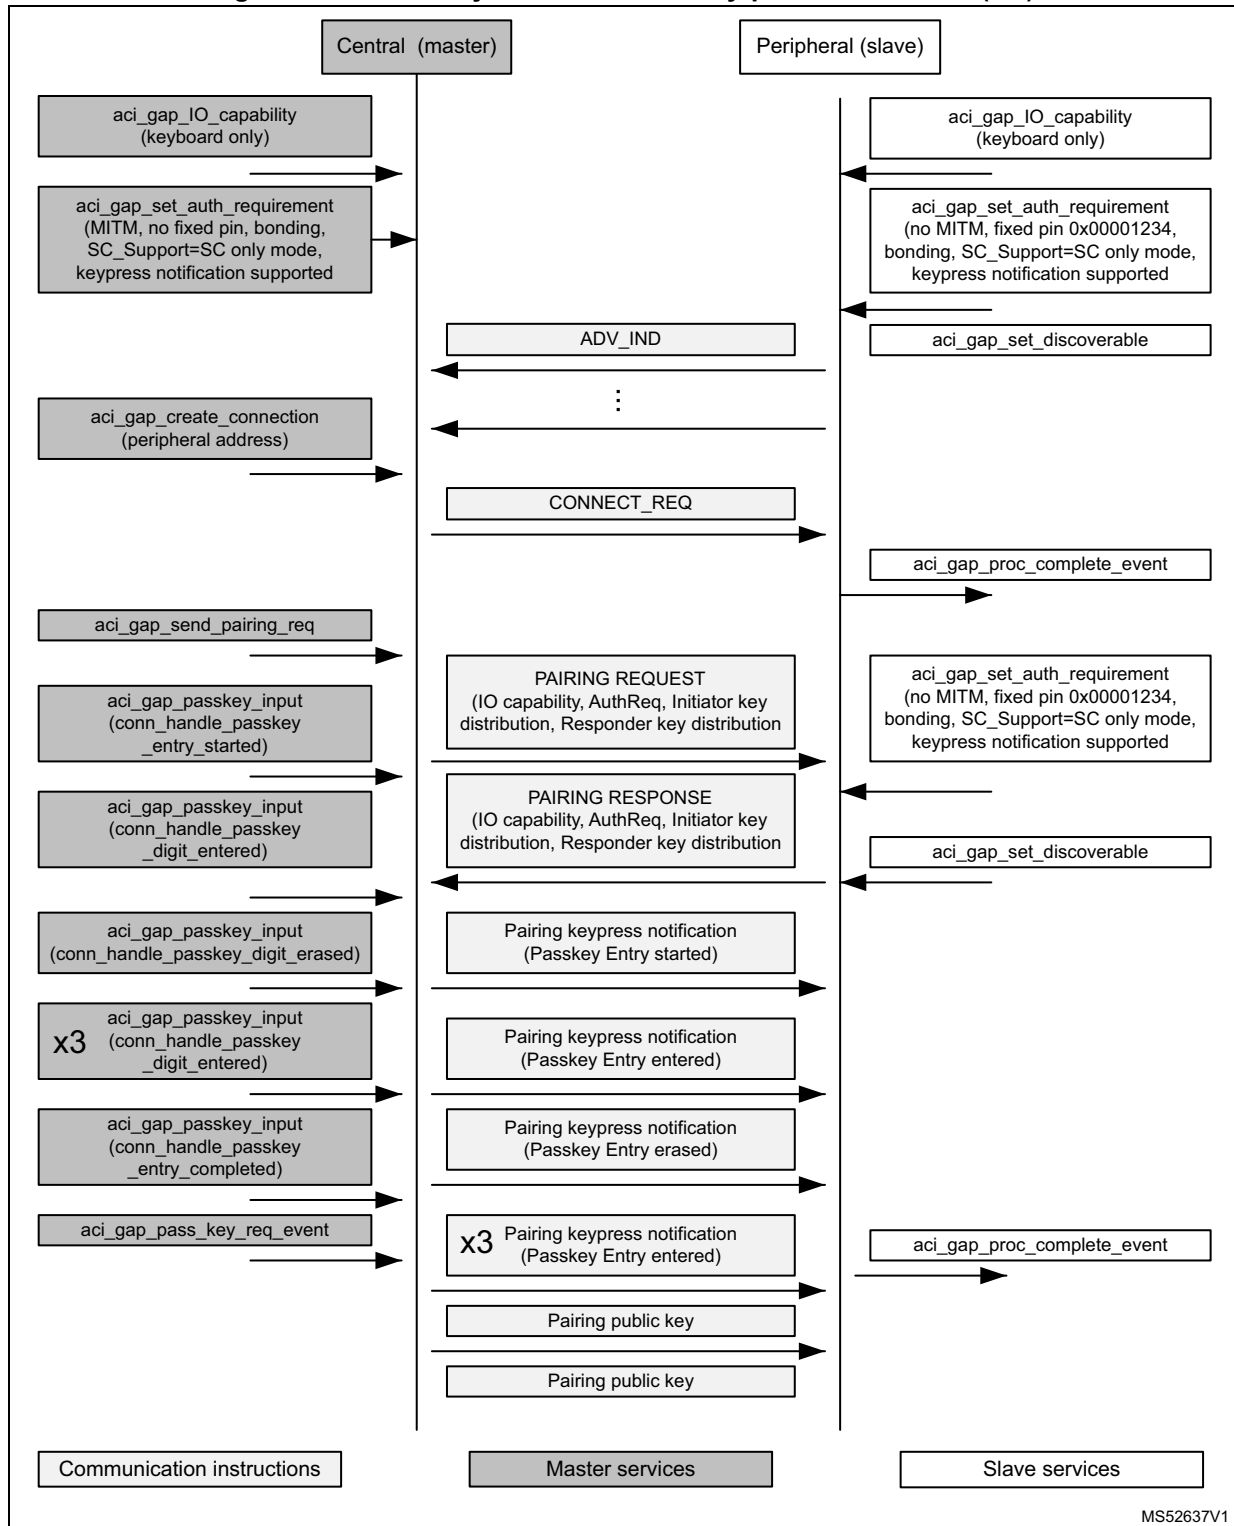 Central (master)
Peripheral (slave)
aci_gap_IO_capability
(keyboard only)
aci_gap_IO_capability
(keyboard only)
aci_gap_set_auth_requirement
(MITM, no fixed pin, bonding,
SC_Support=SC only mode,
keypress notification supported
aci_gap_set_auth_requirement
(no MITM, fixed pin 0x00001234,
bonding, SC_Support=SC only mode,
keypress notification supported
ADV_IND
aci_gap_set_discoverable
aci_gap_create_connection
(peripheral address)
CONNECT_REQ
aci_gap_proc_complete_event
aci_gap_send_pairing_req
PAIRING REQUEST
(IO capability, AuthReq, Initiator key
distribution, Responder key distribution
aci_gap_set_auth_requirement
(no MITM, fixed pin 0x00001234,
bonding, SC_Support=SC only mode,
keypress notification supported
aci_gap_passkey_input
(conn_handle_passkey
_entry_started)
PAIRING RESPONSE
(IO capability, AuthReq, Initiator key
distribution, Responder key distribution
aci_gap_passkey_input
(conn_handle_passkey
_digit_entered)
aci_gap_set_discoverable
aci_gap_passkey_input
(conn_handle_passkey_digit_erased)
Pairing keypress notification
(Passkey Entry started)
x3
aci_gap_passkey_input
(conn_handle_passkey
_digit_entered)
Pairing keypress notification
(Passkey Entry entered)
aci_gap_passkey_input
(conn_handle_passkey
_entry_completed)
Pairing keypress notification
(Passkey Entry erased)
aci_gap_pass_key_req_event
x3
Pairing keypress notification
(Passkey Entry entered)
aci_gap_proc_complete_event
Pairing public key
Pairing public key
Communication instructions
Master services
Slave services
MS52637V1